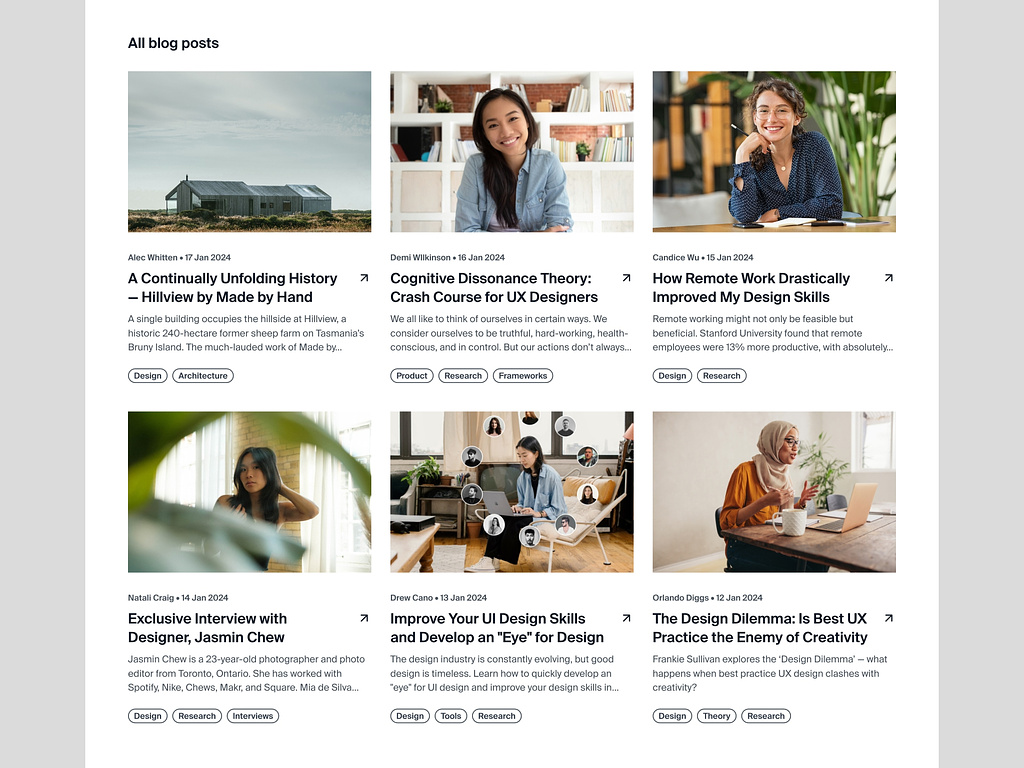 All blog posts
Alec Whitten • 17 Jan 2024
A Continually Unfolding History
— Hillview by Made by Hand
A single building occupies the hillside at Hillview, a
historic 240-hectare former sheep farm on Tasmania's
Bruny Island. The much-lauded work of Made by...
Design
Architecture
Demi WIlkinson • 16 Jan 2024
Cognitive Dissonance Theory:
Crash Course for UX Designers
We all like to think of ourselves in certain ways. We
consider ourselves to be truthful, hard-working, health-
conscious, and in control. But our actions don't always...
Product
Research
Frameworks
Candice Wu • 15 Jan 2024
How Remote Work Drastically
Improved My Design Skills
Remote working might not only be feasible but
beneficial. Stanford University found that remote
employees were 13% more productive, with absolutely...
Design
Research
Natali Craig • 14 Jan 2024
Exclusive Interview with
Designer, Jasmin Chew
Jasmin Chew is a 23-year-old photographer and photo
editor from Toronto, Ontario. She has worked with
Spotify, Nike, Chews, Makr, and Square. Mia de Silva...
Design
Research
Interviews
Drew Cano • 13 Jan 2024
Improve Your UI Design Skills
and Develop an "Eye" for Design
The design industry is constantly evolving, but good
design is timeless. Learn how to quickly develop an
"eye" for UI design and improve your design skills in...
Design
Tools
Research
Orlando Diggs • 12 Jan 2024
The Design Dilemma: Is Best UX
Practice the Enemy of Creativity
Frankie Sullivan explores the ‘Design Dilemma’ — what
happens when best practice UX design clashes with
creativity?
Design
Theory
Research